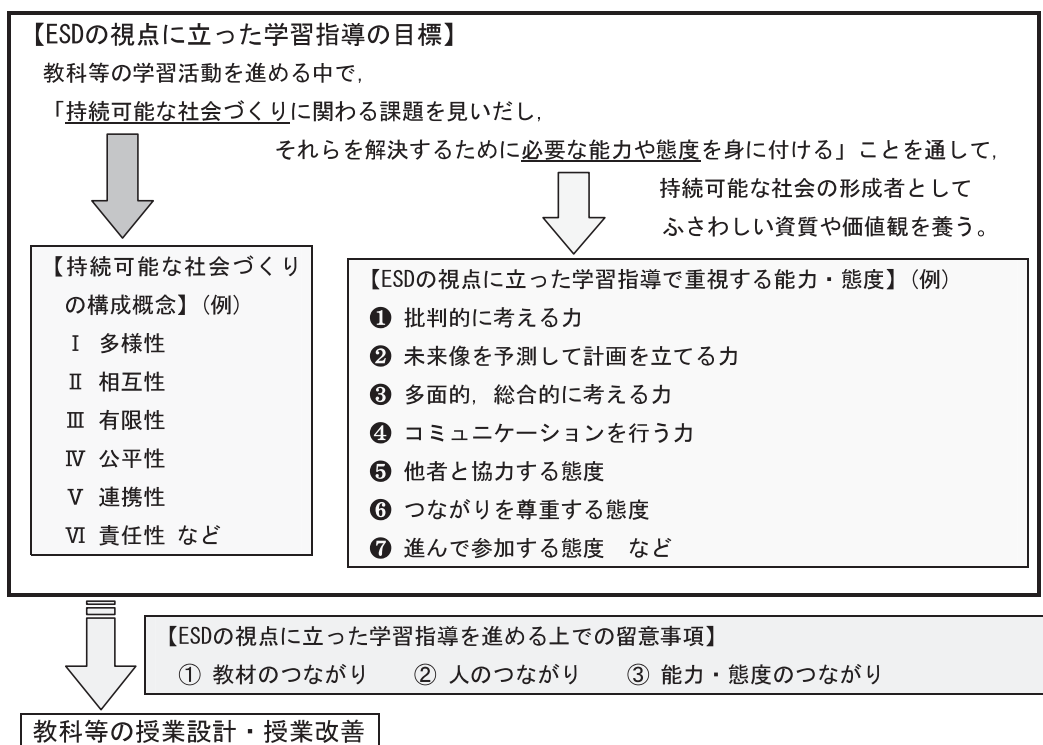 【ESDの視点に立った学習指導の目標】
教科等の学習活動を進める中で,
「持続可能な社会づくりに関わる課題を見いだし,
それらを解決するために必要な能力や態度を身に付ける」ことを通して,
持続可能な社会の形成者として
ふさわしい資質や価値観を養う。
【持続可能な社会づくり
の構成概念】(例)
Ⅰ 多様性
Ⅱ 相互性
Ⅲ 有限性
Ⅳ 公平性
Ⅴ 連携性
Ⅵ 責任性 など
【ESDの視点に立った学習指導で重視する能力・態度】(例)
❶ 批判的に考える力
❷ 未来像を予測して計画を立てる力
❸ 多面的, 総合的に考える力
❹ コミュニケーションを行う力
❺ 他者と協力する態度
❻ つながりを尊重する態度
❼ 進んで参加する態度 など
【ESDの視点に立った学習指導を進める上での留意事項】
① 教材のつながり ② 人のつながり ③ 能力・態度のつながり
教科等の授業設計・授業改善